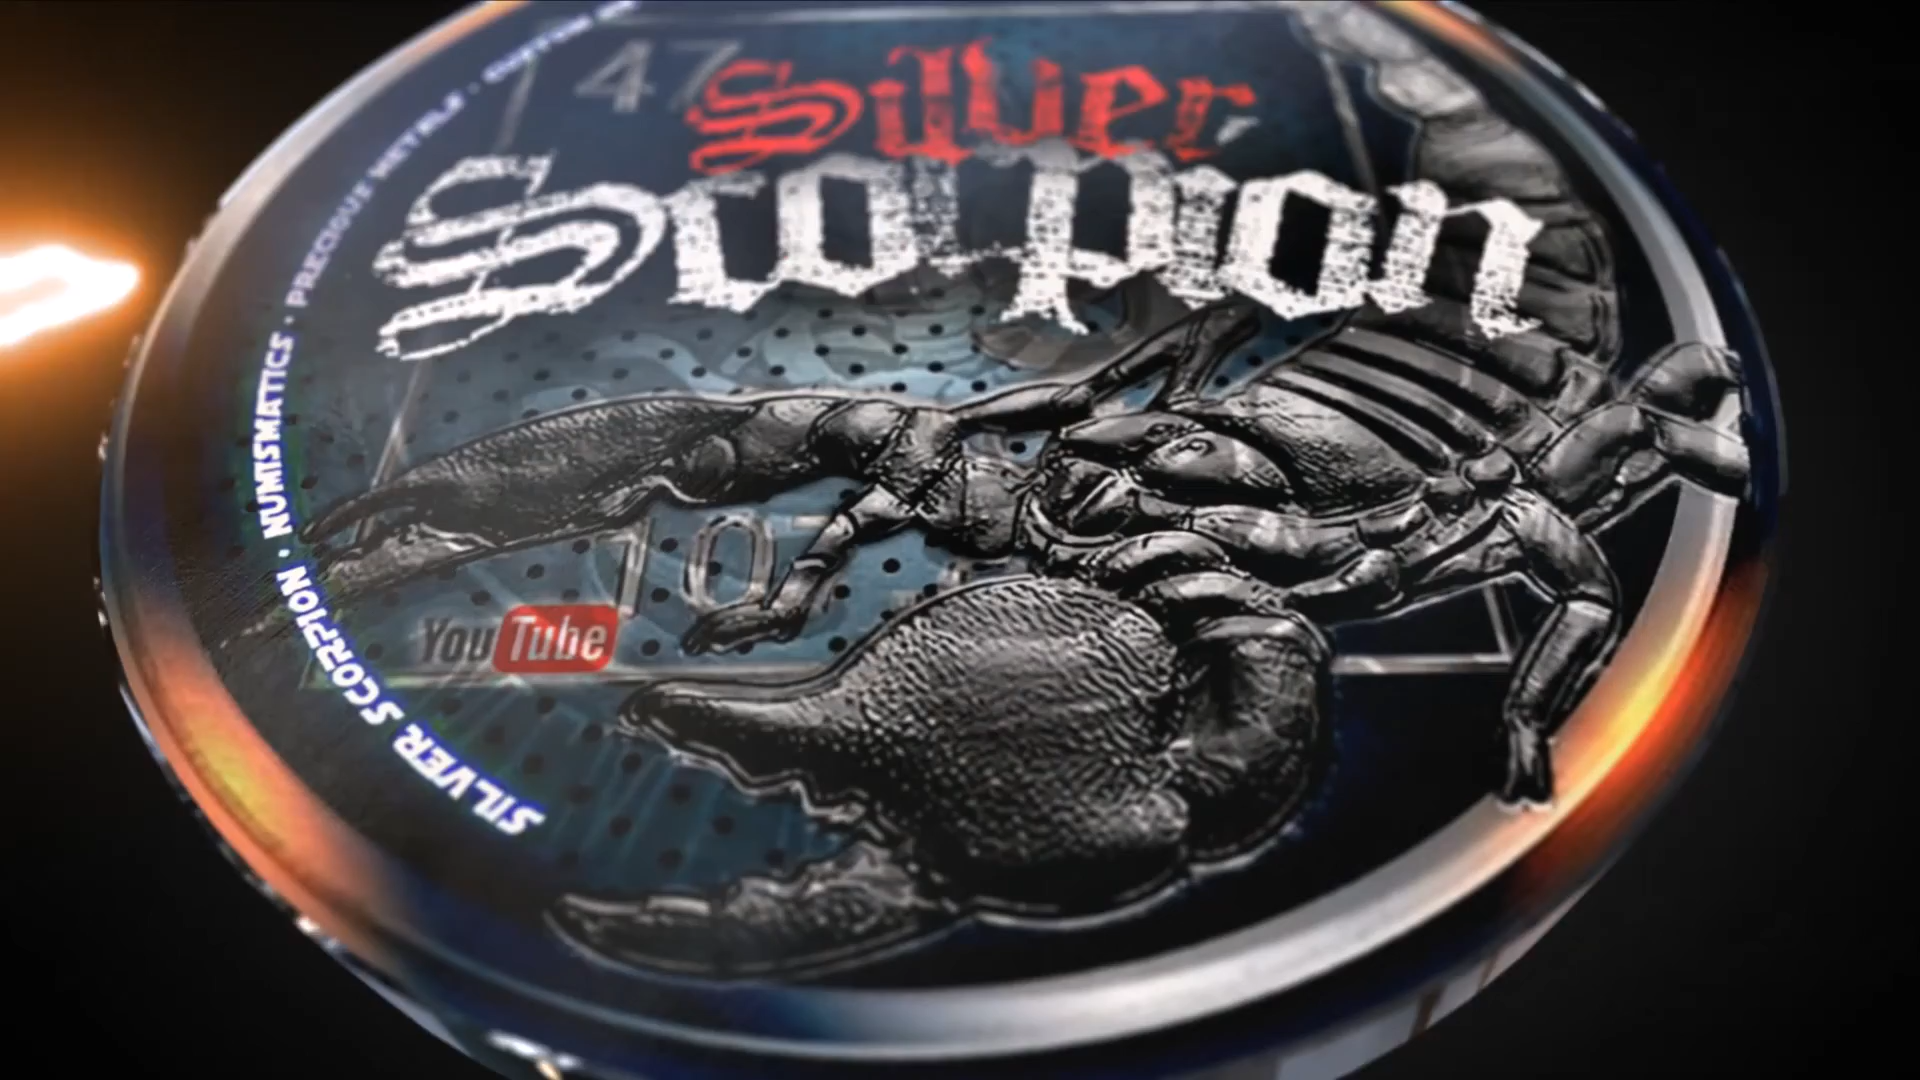 47
Silver
Scorpion
107
YouTube
SILVER SCORPION · NUMISMATICS · PRECIOUS METALS ·